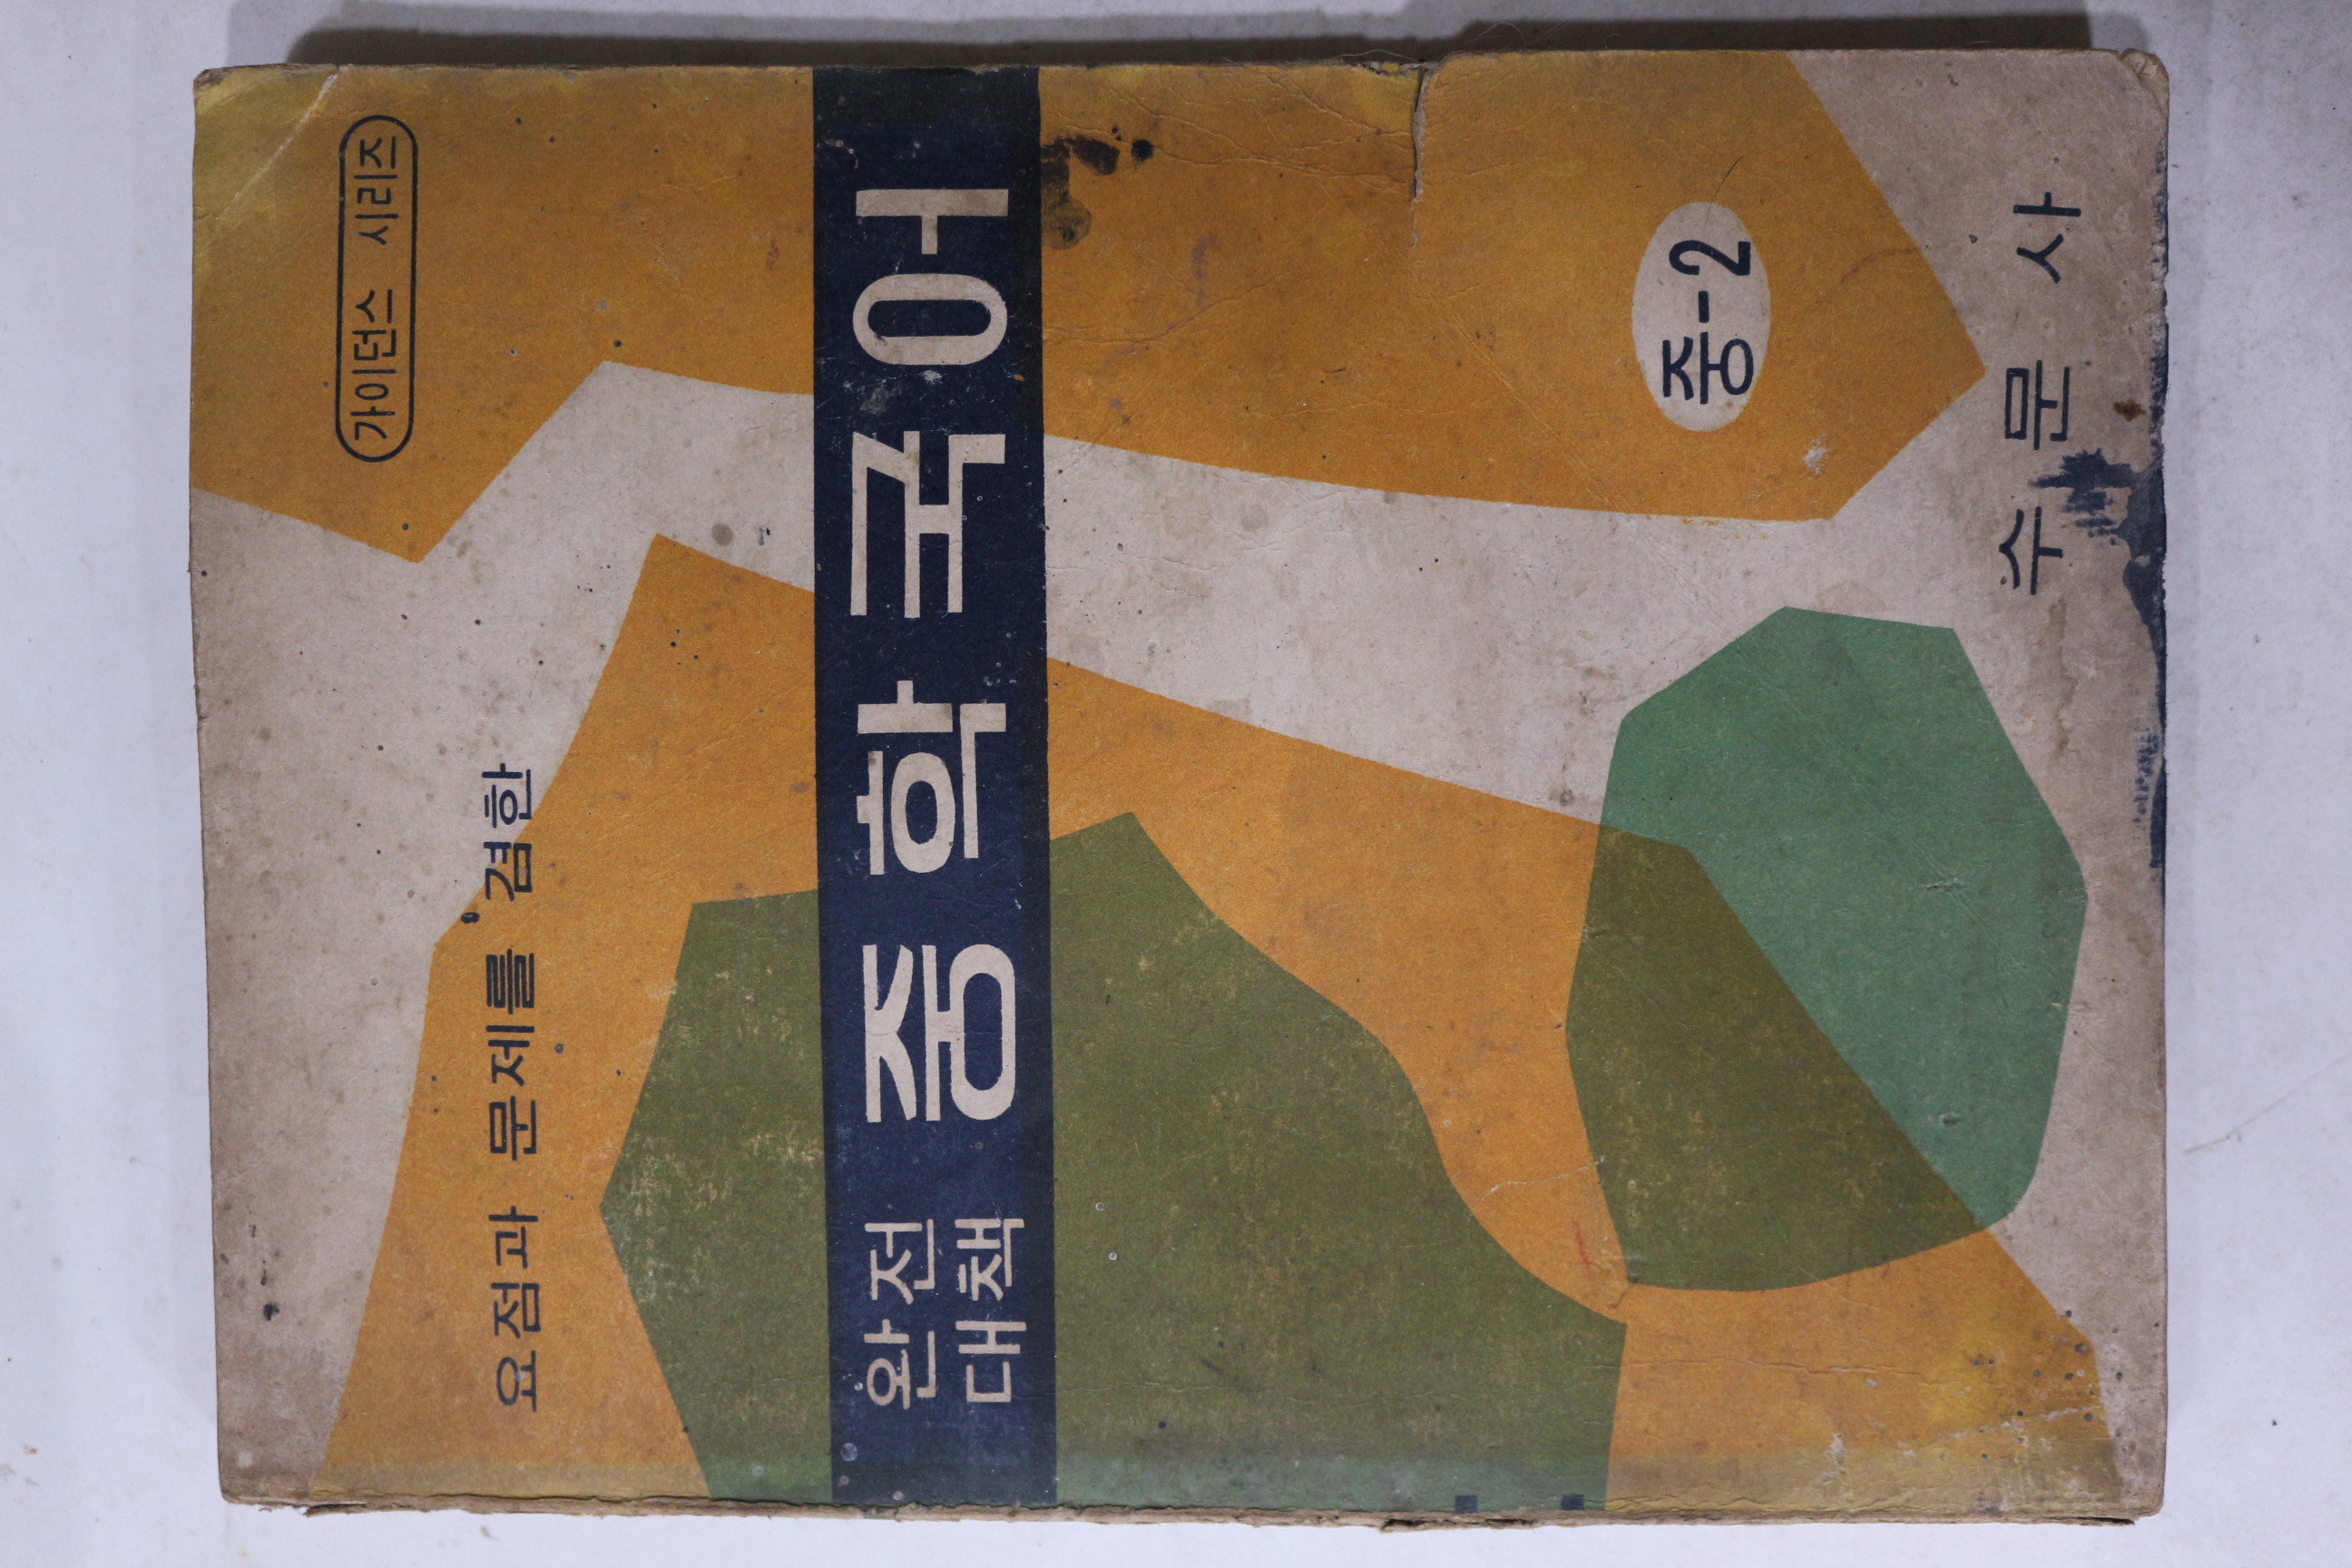 가이던스 시리즈
요점과 문제를 겸한
완전
대책
중학국어
중-2
수문사